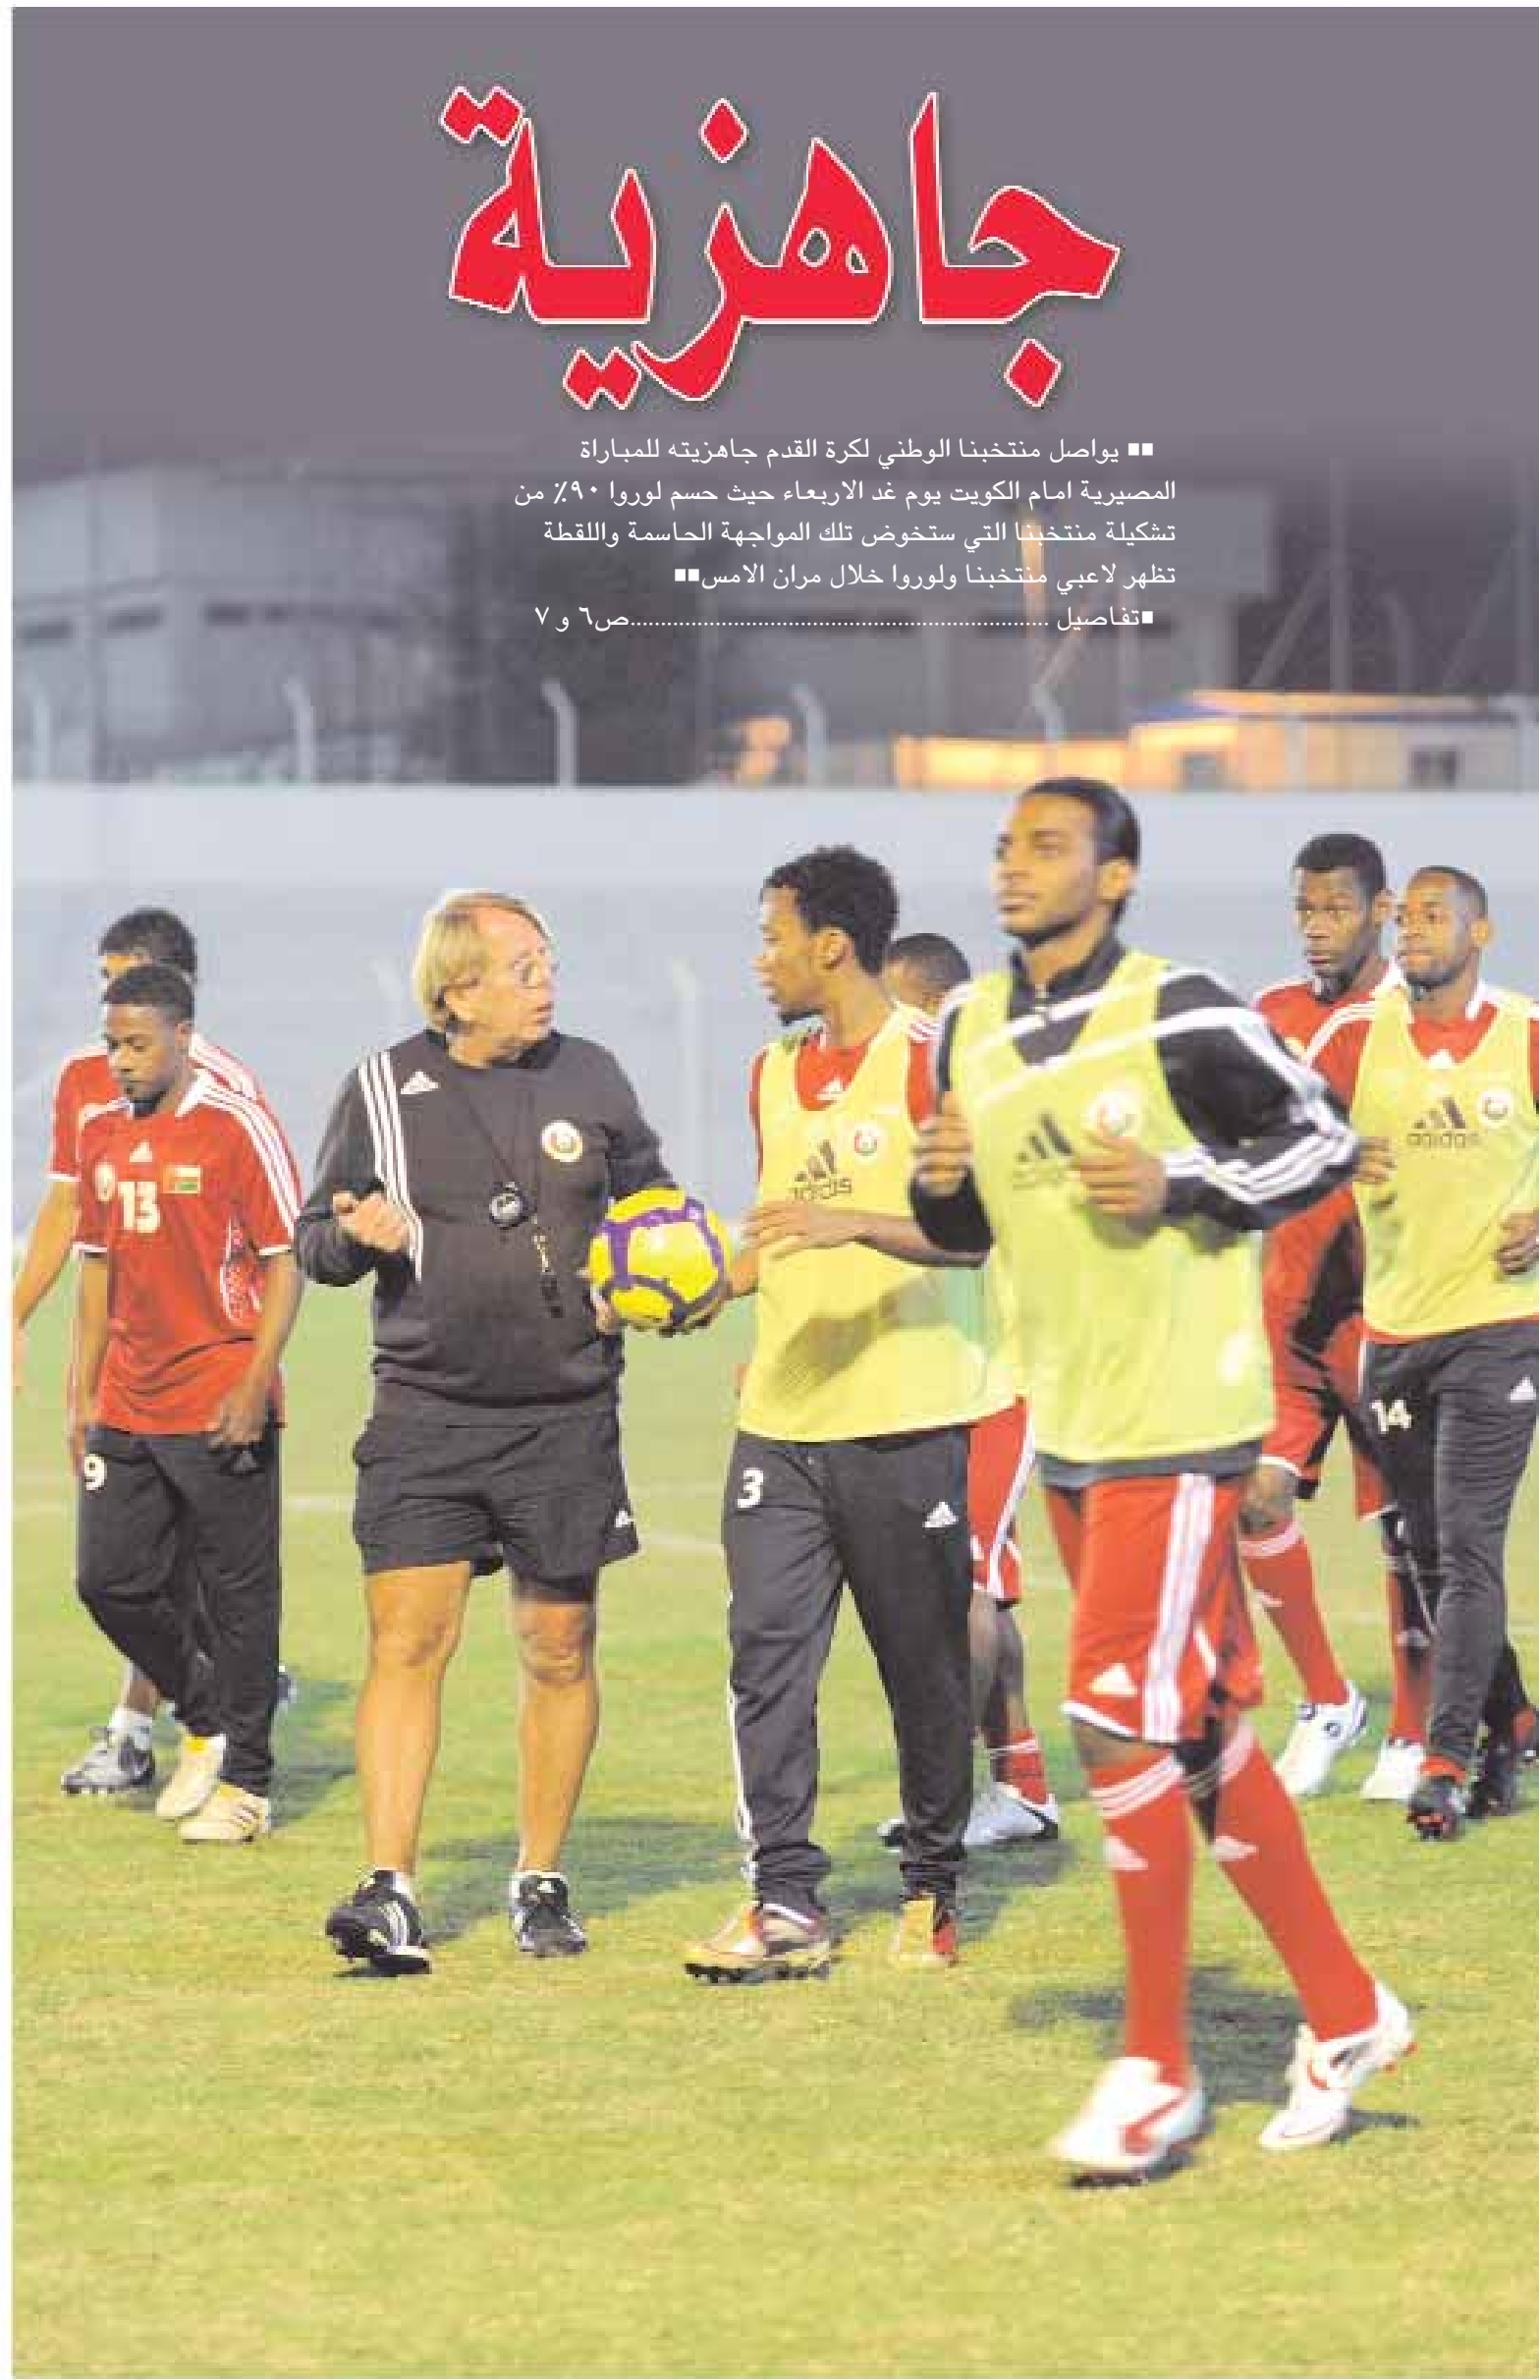 جاهزية
■■ يواصل منتخبنا الوطني لكرة القدم جاهزيته للمباراة
المصيرية امام الكويت يوم غد الاربعاء حيث حسم لوروا ٩٠٪ من
تشكيلة منتخبنا التي ستخوض تلك المواجهة الحاسمة واللقطة
تظهر لاعبي منتخبنا ولوروا خلال مران الامس■■
■تفاصيل ......................................................................ص٦ و ٧
13
adidas
adidas
9
3
14